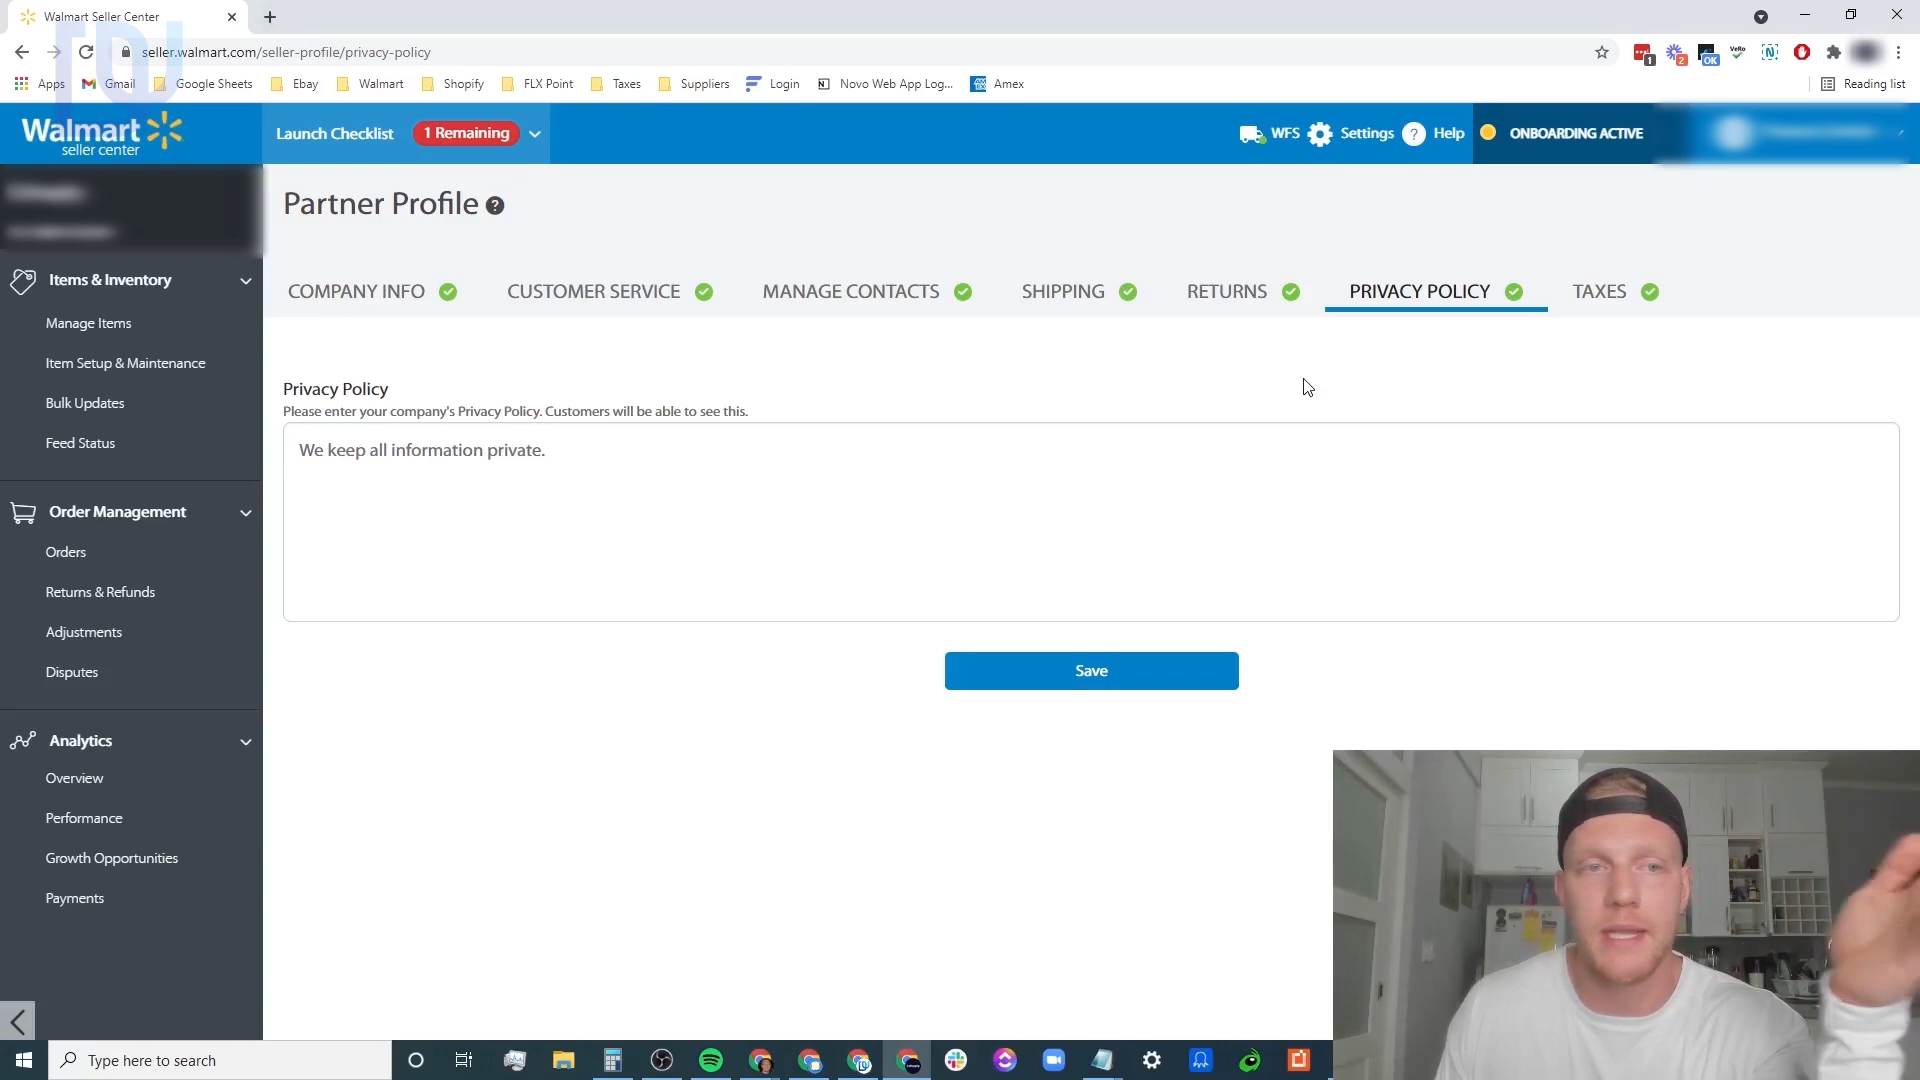 Walmart Seller Center
seller.walmart.com/seller-profile/privacy-policy
1
2
OK
VeRo
Apps
Gmail
Google Sheets
Ebay
Walmart
Shopify
FLX Point
Taxes
Suppliers
Login
Novo Web App Log...
Amex
Reading list
Walmart
seller center
Launch Checklist
1 Remaining
WFS
Settings
Help
ONBOARDING ACTIVE
Partner Profile
COMPANY INFO
CUSTOMER SERVICE
MANAGE CONTACTS
SHIPPING
RETURNS
PRIVACY POLICY
TAXES
Items & Inventory
Manage Items
Item Setup & Maintenance
Bulk Updates
Feed Status
Order Management
Orders
Returns & Refunds
Adjustments
Disputes
Analytics
Overview
Performance
Growth Opportunities
Payments
Privacy Policy
Please enter your company's Privacy Policy. Customers will be able to see this.
We keep all information private.
Save
Type here to search